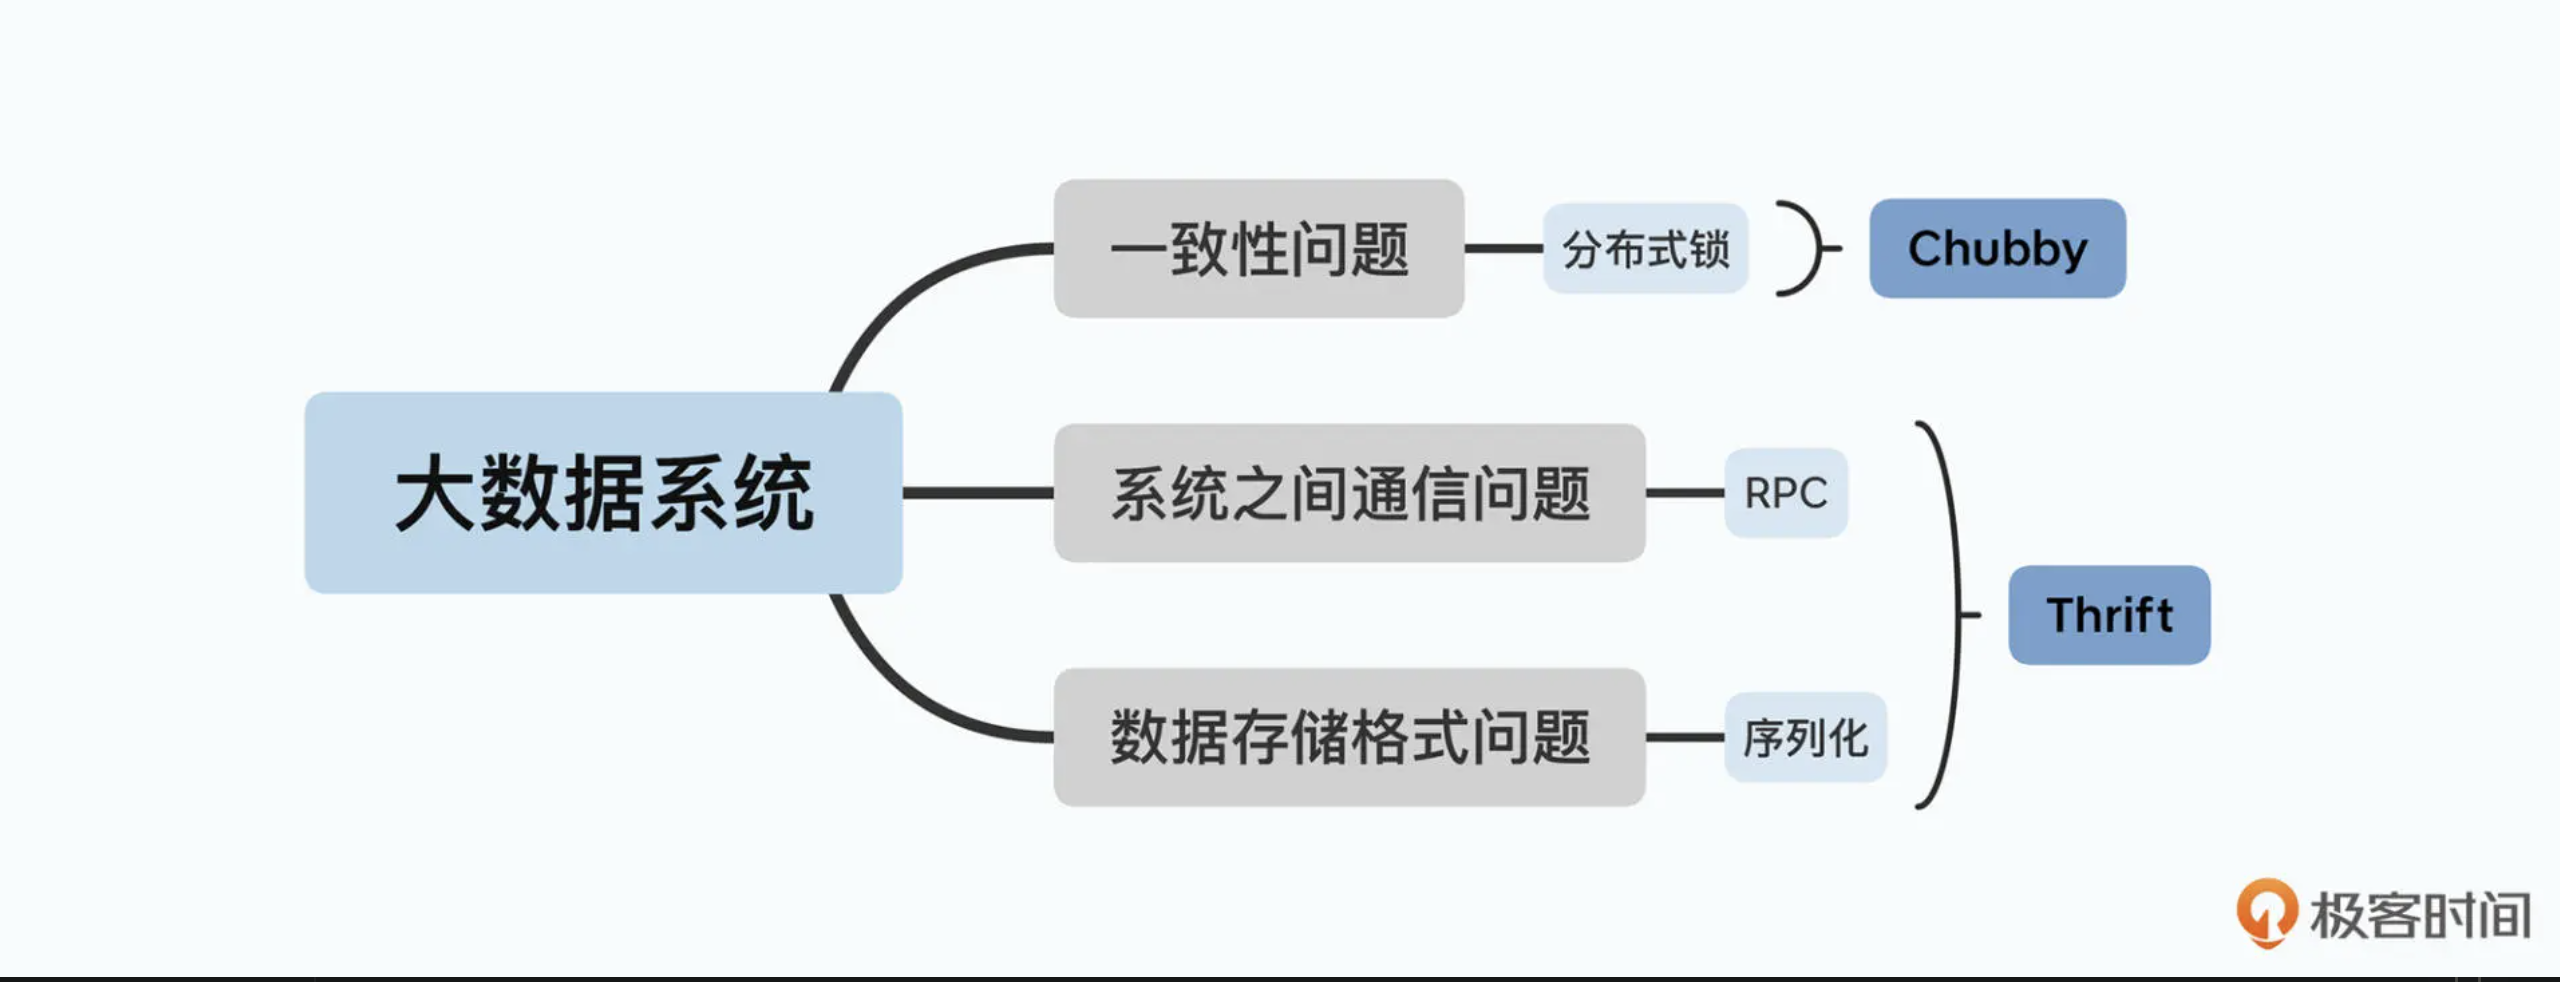 一致性问题
分布式锁
Chubby
大数据系统
系统之间通信问题
RPC
Thrift
数据存储格式问题
序列化
极客时间